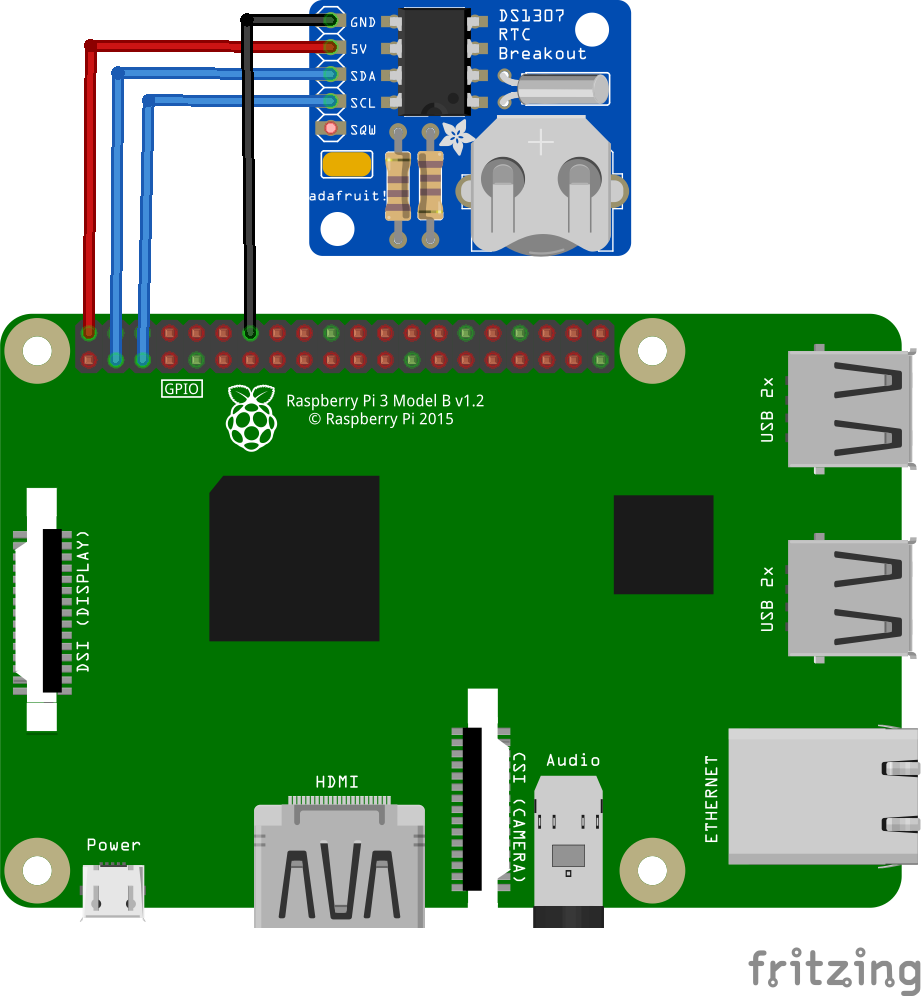 GND
5V
SDA
SCL
SQW
DS1307
RTC
Breakout
adafruit!
GPIO
Raspberry Pi 3 Model B v1.2
© Raspberry Pi 2015
USB 2x
DSI (DISPLAY)
USB 2x
HDMI
CSI (CAMERA)
Audio
ETHERNET
Power
fritzing